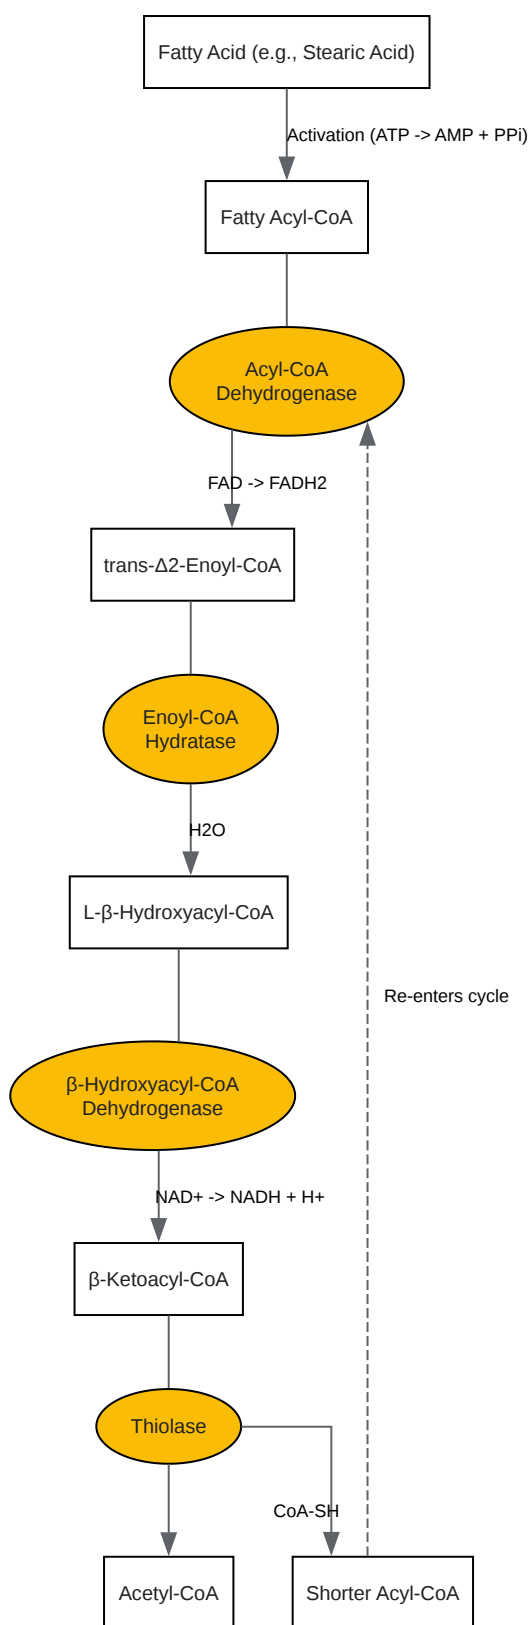 Fatty Acid (e.g., Stearic Acid)
Activation (ATP -> AMP + PPi)
Fatty Acyl-CoA
Acyl-CoA
Dehydrogenase
FAD -> FADH2
trans-Δ2-Enoyl-CoA
Enoyl-CoA
Hydratase
H2O
L-β-Hydroxyacyl-CoA
Re-enters cycle
β-Hydroxyacyl-CoA
Dehydrogenase
NAD+ -> NADH + H+
β-Ketoacyl-CoA
Thiolase
CoA-SH
Acetyl-CoA
Shorter Acyl-CoA